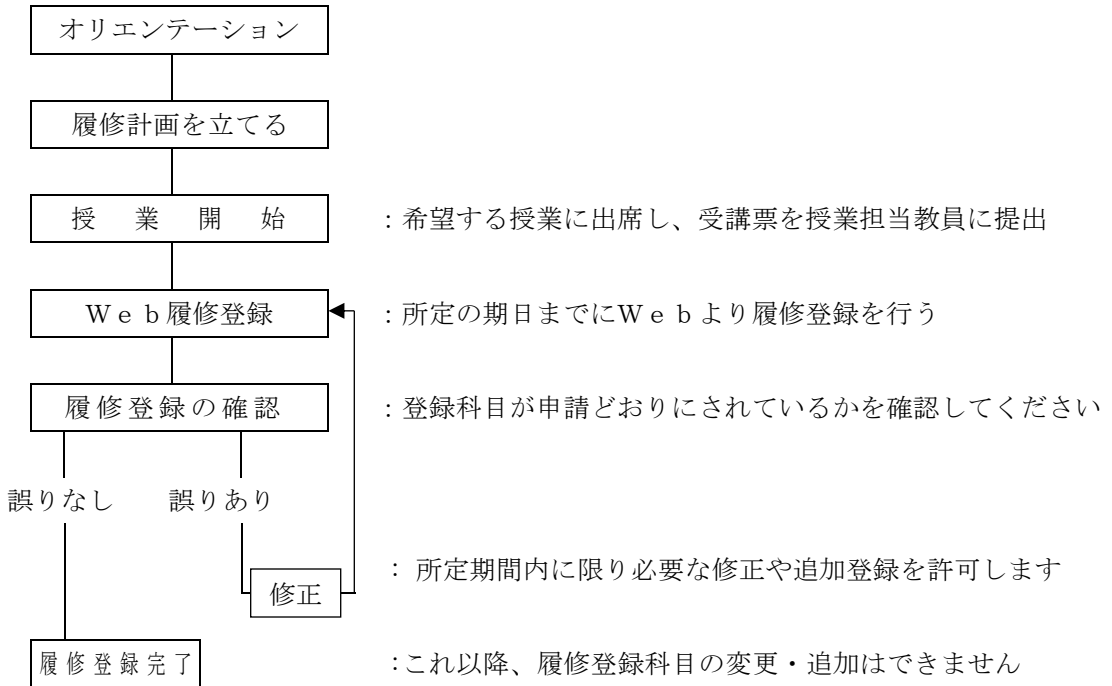 オリエンテーション
履修計画を立てる
授　業　開　始　：希望する授業に出席し、受講票を授業担当教員に提出
Ｗｅｂ履修登録　：所定の期日までにＷｅｂより履修登録を行う
履修登録の確認　：登録科目が申請どおりにされているかを確認してください
誤りなし　誤りあり
修正　：所定期間内に限り必要な修正や追加登録を許可します
履修登録完了　：これ以降、履修登録科目の変更・追加はできません